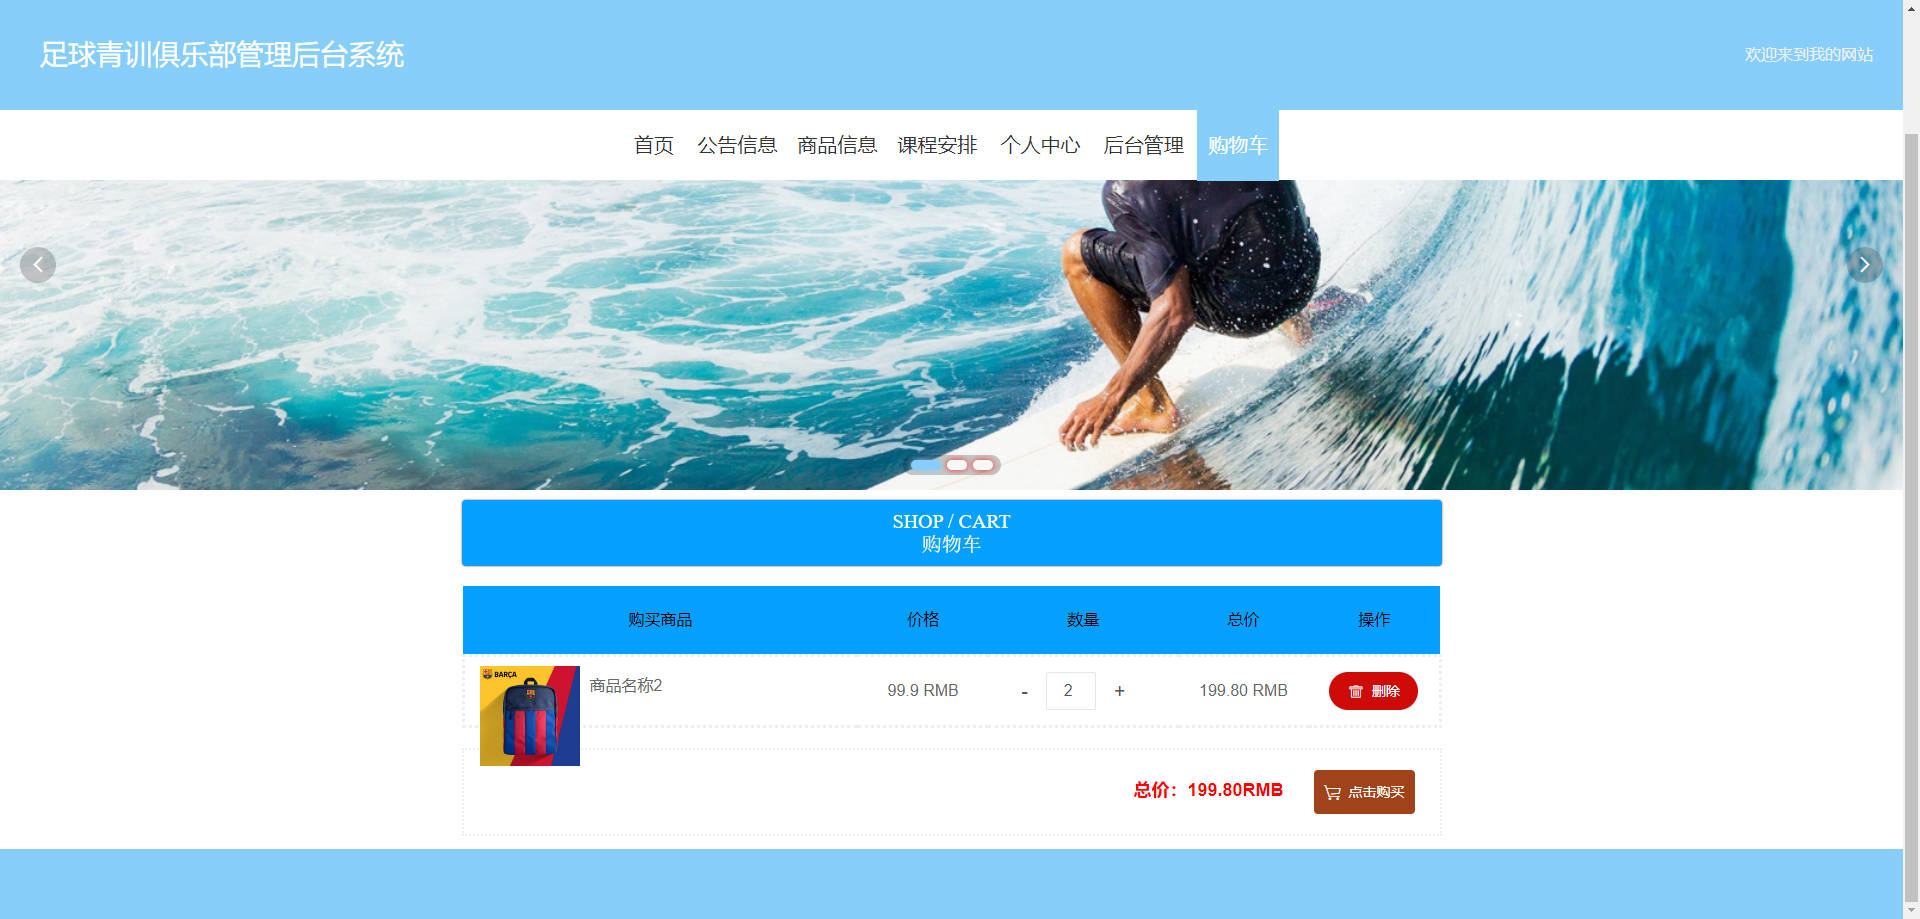 足球青训俱乐部管理后台系统
欢迎来到我的网站
首页 公告信息 商品信息 课程安排 个人中心 后台管理 购物车
SHOP / CART
购物车
购买商品 价格 数量 总价 操作
BARÇA
商品名称2 99.9 RMB - 2 + 199.80 RMB 删除
总价：199.80RMB 点击购买